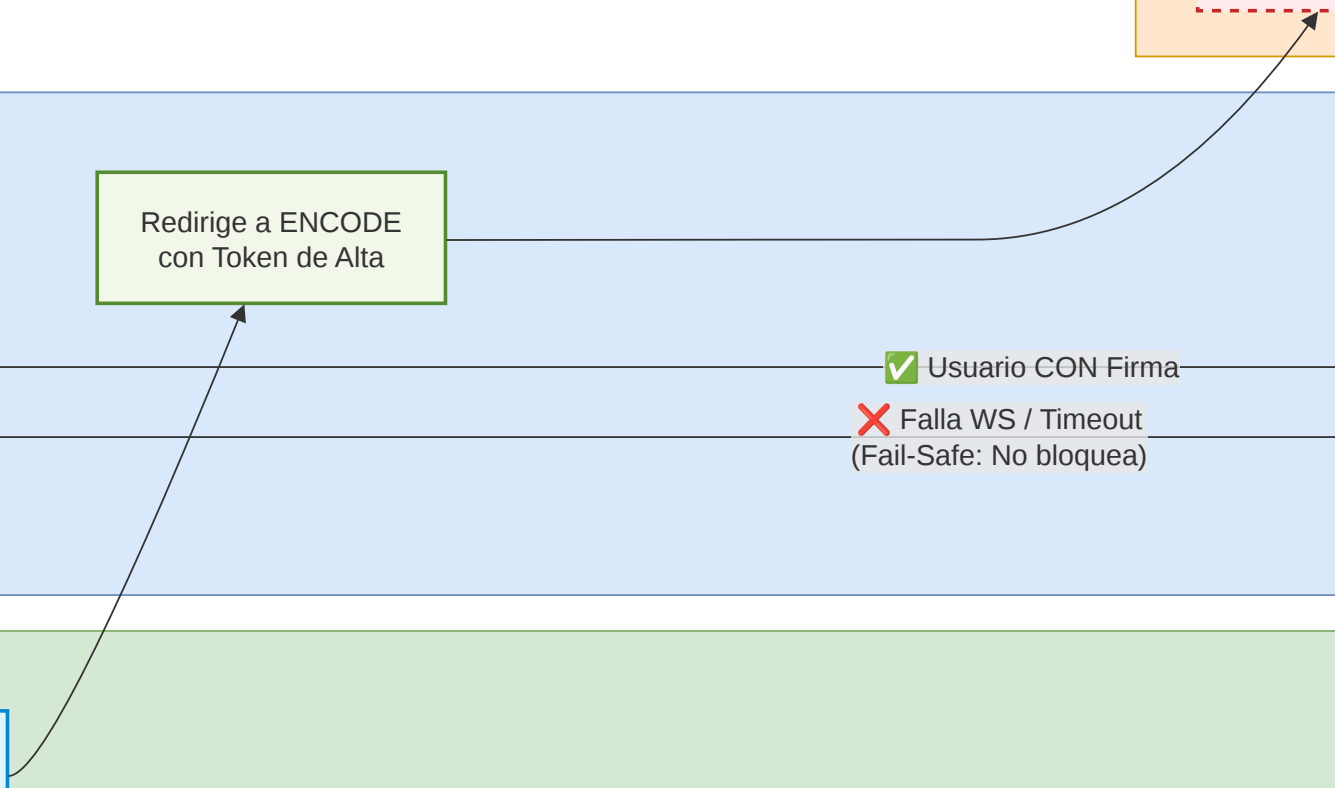 Redirige a ENCODE
con Token de Alta
✅ Usuario CON Firma
❌ Falla WS / Timeout
(Fail-Safe: No bloquea)